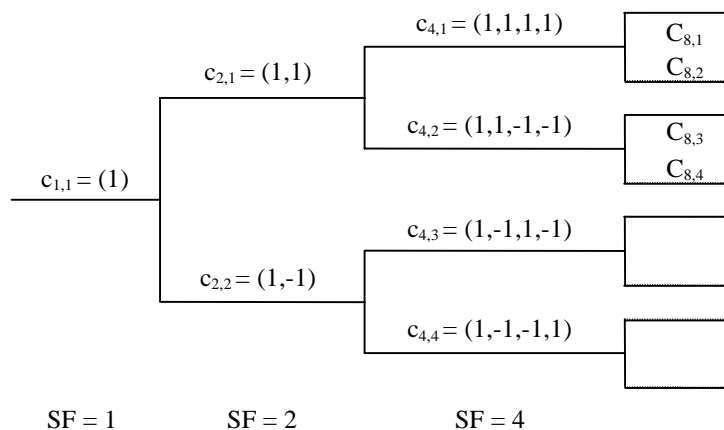 c4,1 = (1,1,1,1)
C8,1
C8,2
c2,1 = (1,1)
c4,2 = (1,1,-1,-1)
C8,3
C8,4
c1,1 = (1)
c4,3 = (1,-1,1,-1)
c2,2 = (1,-1)
c4,4 = (1,-1,-1,1)
SF = 1
SF = 2
SF = 4